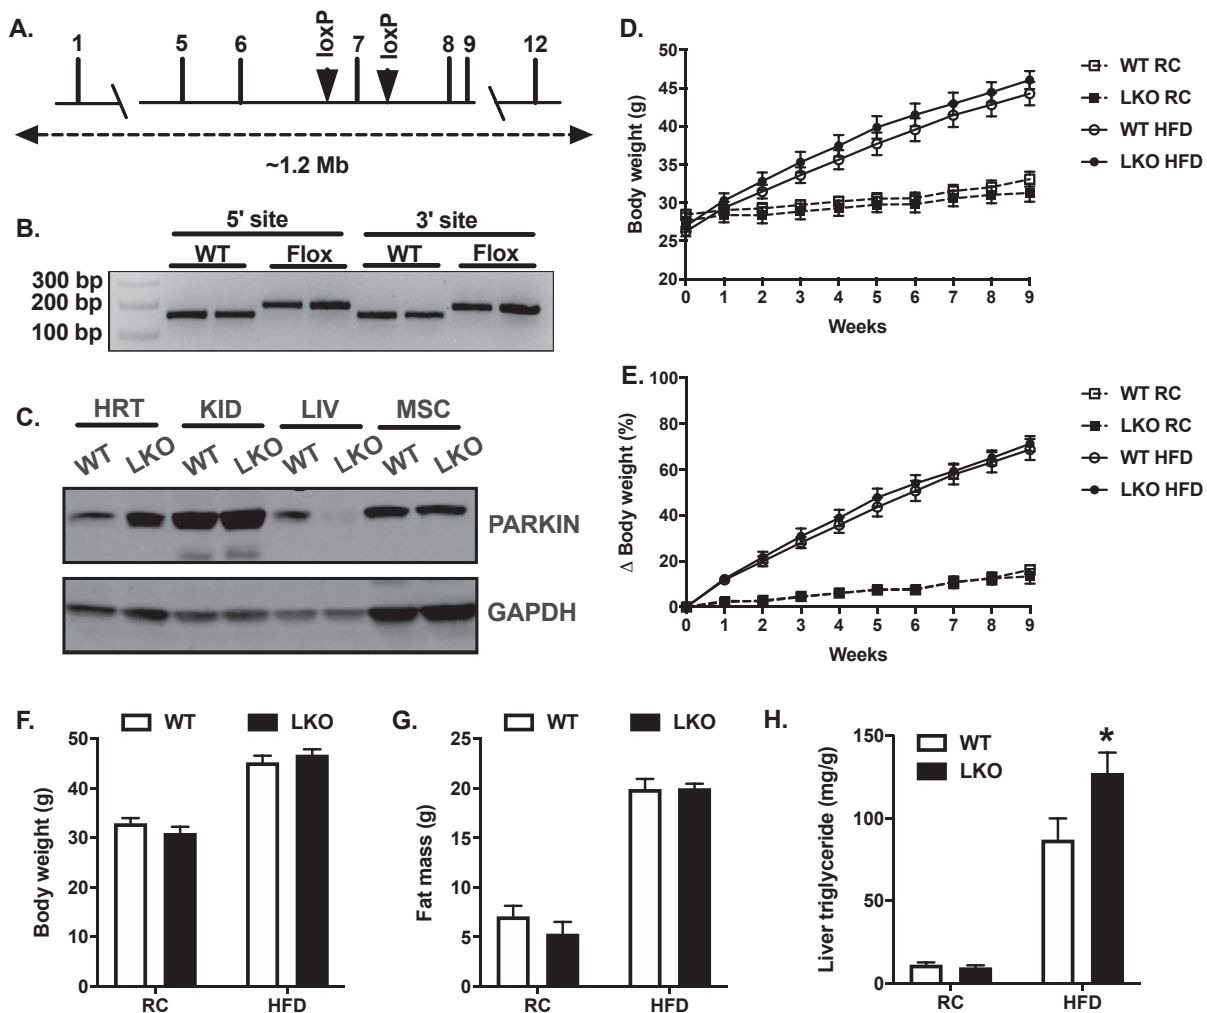 A.
1 5 6 loxP 7 loxP 8 9 12
~1.2 Mb
B.
5' site 3' site
WT Flox WT Flox
300 bp
200 bp
100 bp
C.
HRT KID LIV MSC
WT LKO WT LKO WT LKO WT LKO
PARKIN
GAPDH
D.
Body weight (g)
50
45
40
35
30
25
20
0 1 2 3 4 5 6 7 8 9
Weeks
WT RC
LKO RC
WT HFD
LKO HFD
E.
Δ Body weight (%)
100
80
60
40
20
0
0 1 2 3 4 5 6 7 8 9
Weeks
WT RC
LKO RC
WT HFD
LKO HFD
F.
WT LKO
Body weight (g)
50
40
30
20
10
0
RC HFD
G.
WT LKO
Fat mass (g)
25
20
15
10
5
0
RC HFD
H.
WT
LKO
*
Liver triglyceride (mg/g)
150
100
50
0
RC HFD